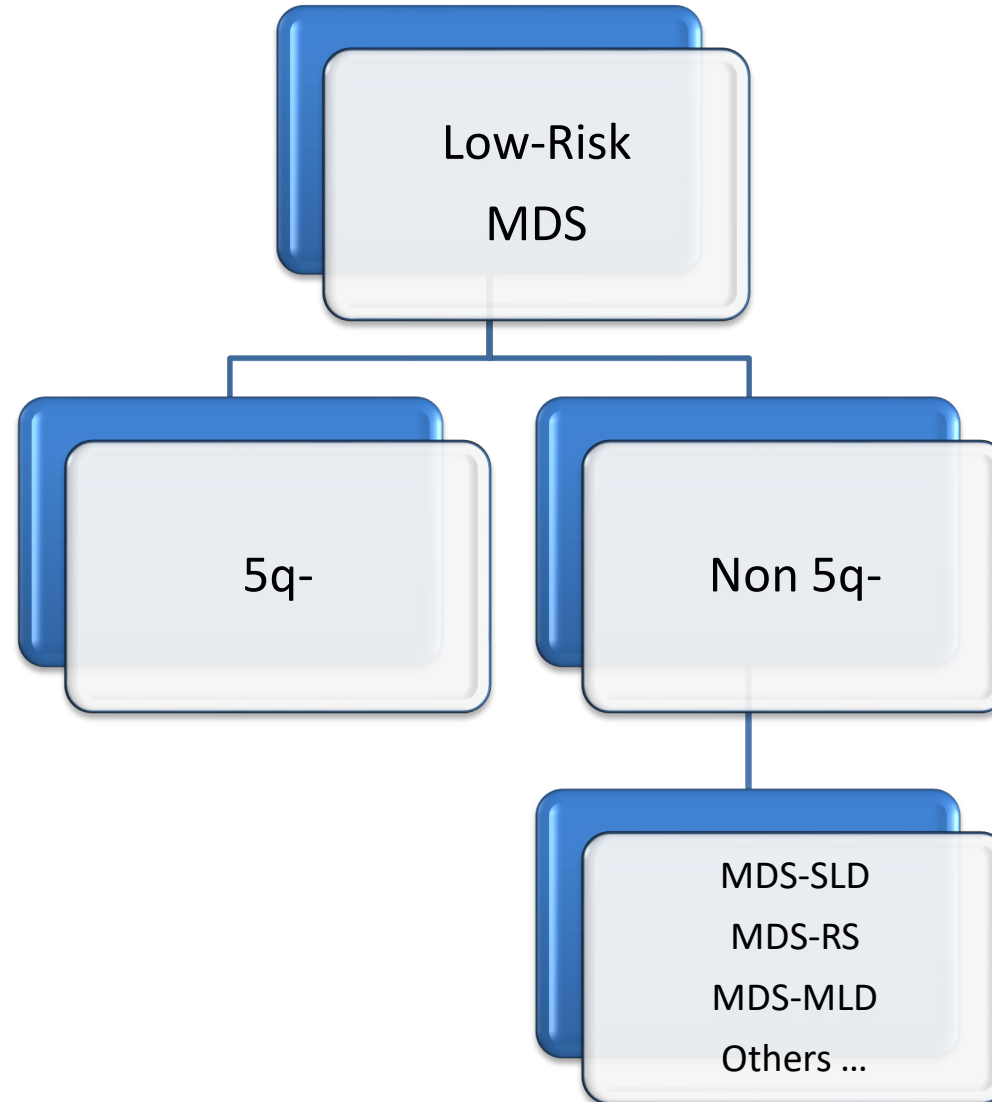 Low-Risk
MDS
5q-
Non 5q-
MDS-SLD
MDS-RS
MDS-MLD
Others …